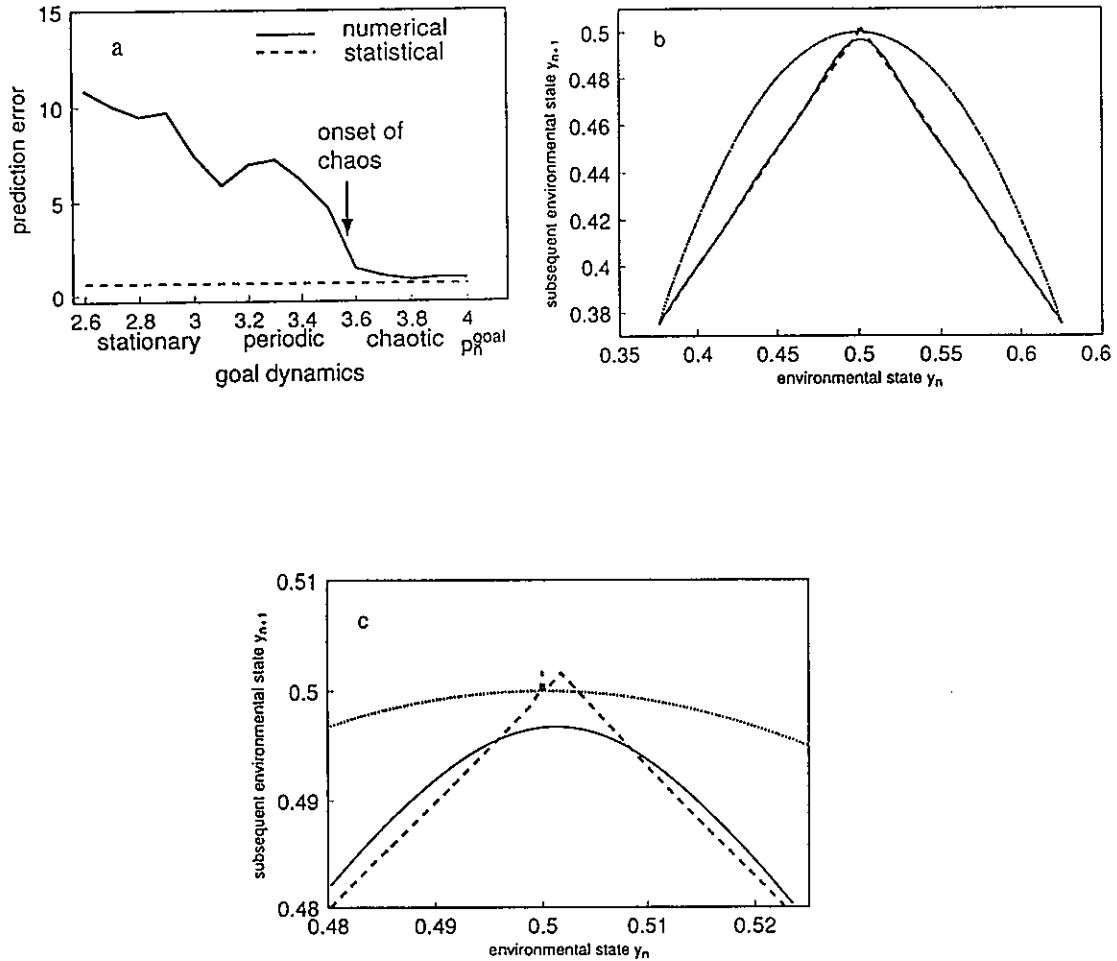 15
10
5
0
prediction error
a
numerical
statistical
onset of
chaos
2.6 2.8 3 3.2 3.4 3.6 3.8 4
stationary periodic chaotic pₙᵍᵒᵃˡ
goal dynamics
b
0.5
0.48
0.46
0.44
0.42
0.4
0.38
subsequent environmental state yₙ₊₁
0.35 0.4 0.45 0.5 0.55 0.6 0.6
environmental state yₙ
c
0.51
0.5
0.49
0.48
subsequent environmental state yₙ₊₁
0.48 0.49 0.5 0.51 0.52
environmental state yₙ